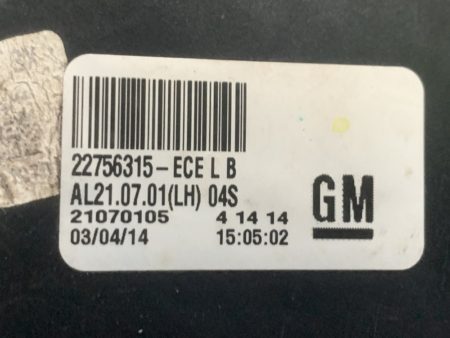 22756315-ECE L B
AL21.07.01(LH) 04S
21070105 4 14 14
03/04/14 15:05:02
GM